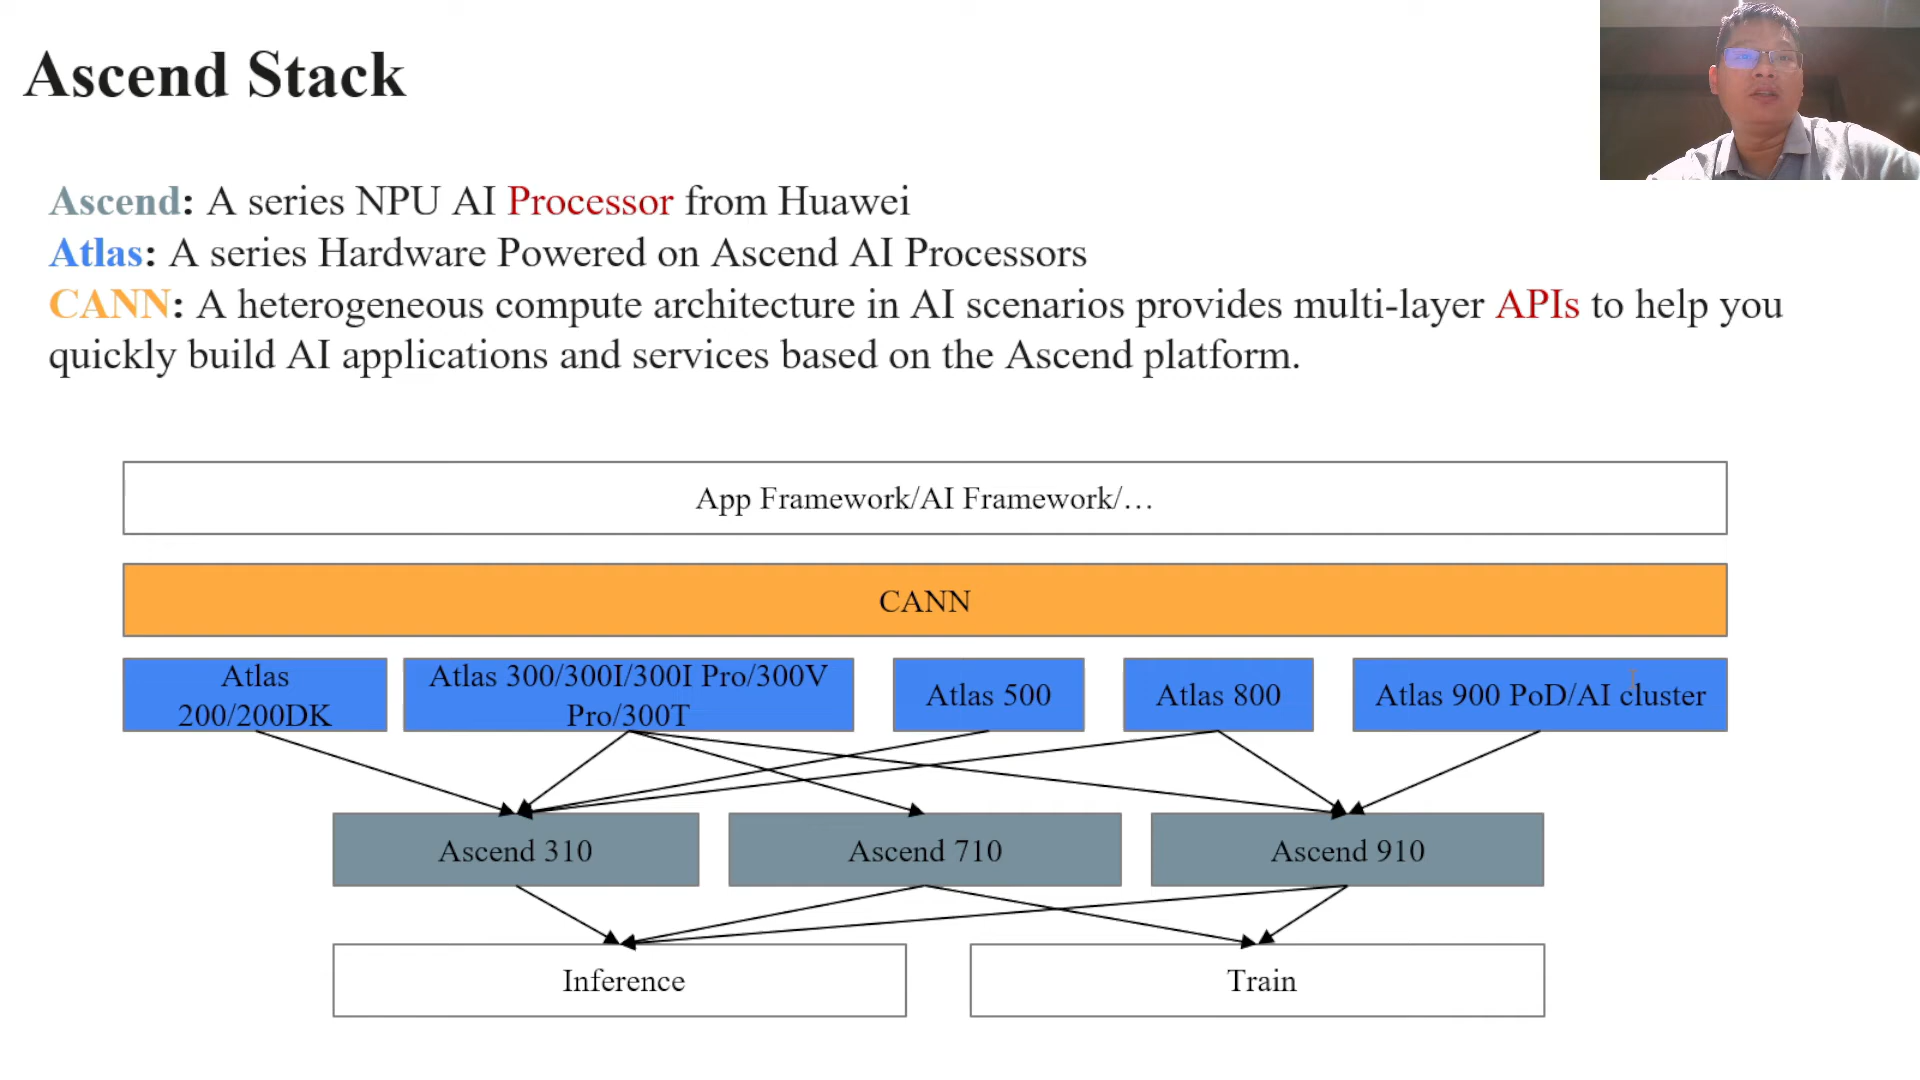 Ascend Stack
Ascend: A series NPU AI Processor from Huawei
Atlas: A series Hardware Powered on Ascend AI Processors
CANN: A heterogeneous compute architecture in AI scenarios provides multi-layer APIs to help you
quickly build AI applications and services based on the Ascend platform.
App Framework/AI Framework/…
CANN
Atlas
200/200DK
Atlas 300/300I/300I Pro/300V
Pro/300T
Atlas 500
Atlas 800
Atlas 900 PoD/AI cluster
Ascend 310
Ascend 710
Ascend 910
Inference
Train